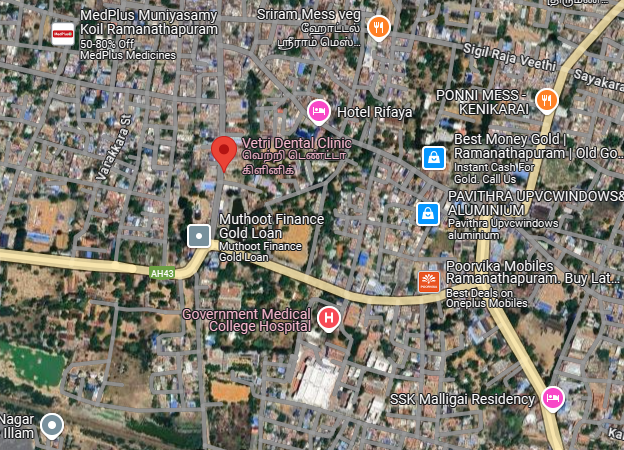 MedPlus Muniyasamy
Koil Ramanathapuram
50-80% Off
MedPlus Medicines
Sriram Mess veg
ஹோட்டல்
ஸ்ரீராம் மெஸ்...
Sigil Raja Veethi
Sayakara
PONNI MESS -
KENIKARAI
Hotel Rifaya
Varakkara St
Vetri Dental Clinic
வெற்றி டெண்ட்டா
கிளினிக்
Best Money Gold |
Ramanathapuram | Old Go...
Instant Cash For
Gold. Call Us
PAVITHRA UPVCWINDOWS&
ALUMINIUM
Pavithra Upvcwindows
aluminium
Muthoot Finance
Gold Loan
Muthoot Finance
Gold Loan
AH43
Poorvika Mobiles
Ramanathapuram. Buy Lat...
Best Deals on
Oneplus Mobiles
Government Medical
College Hospital
H
SSK Malligai Residency
Nagar
Illam